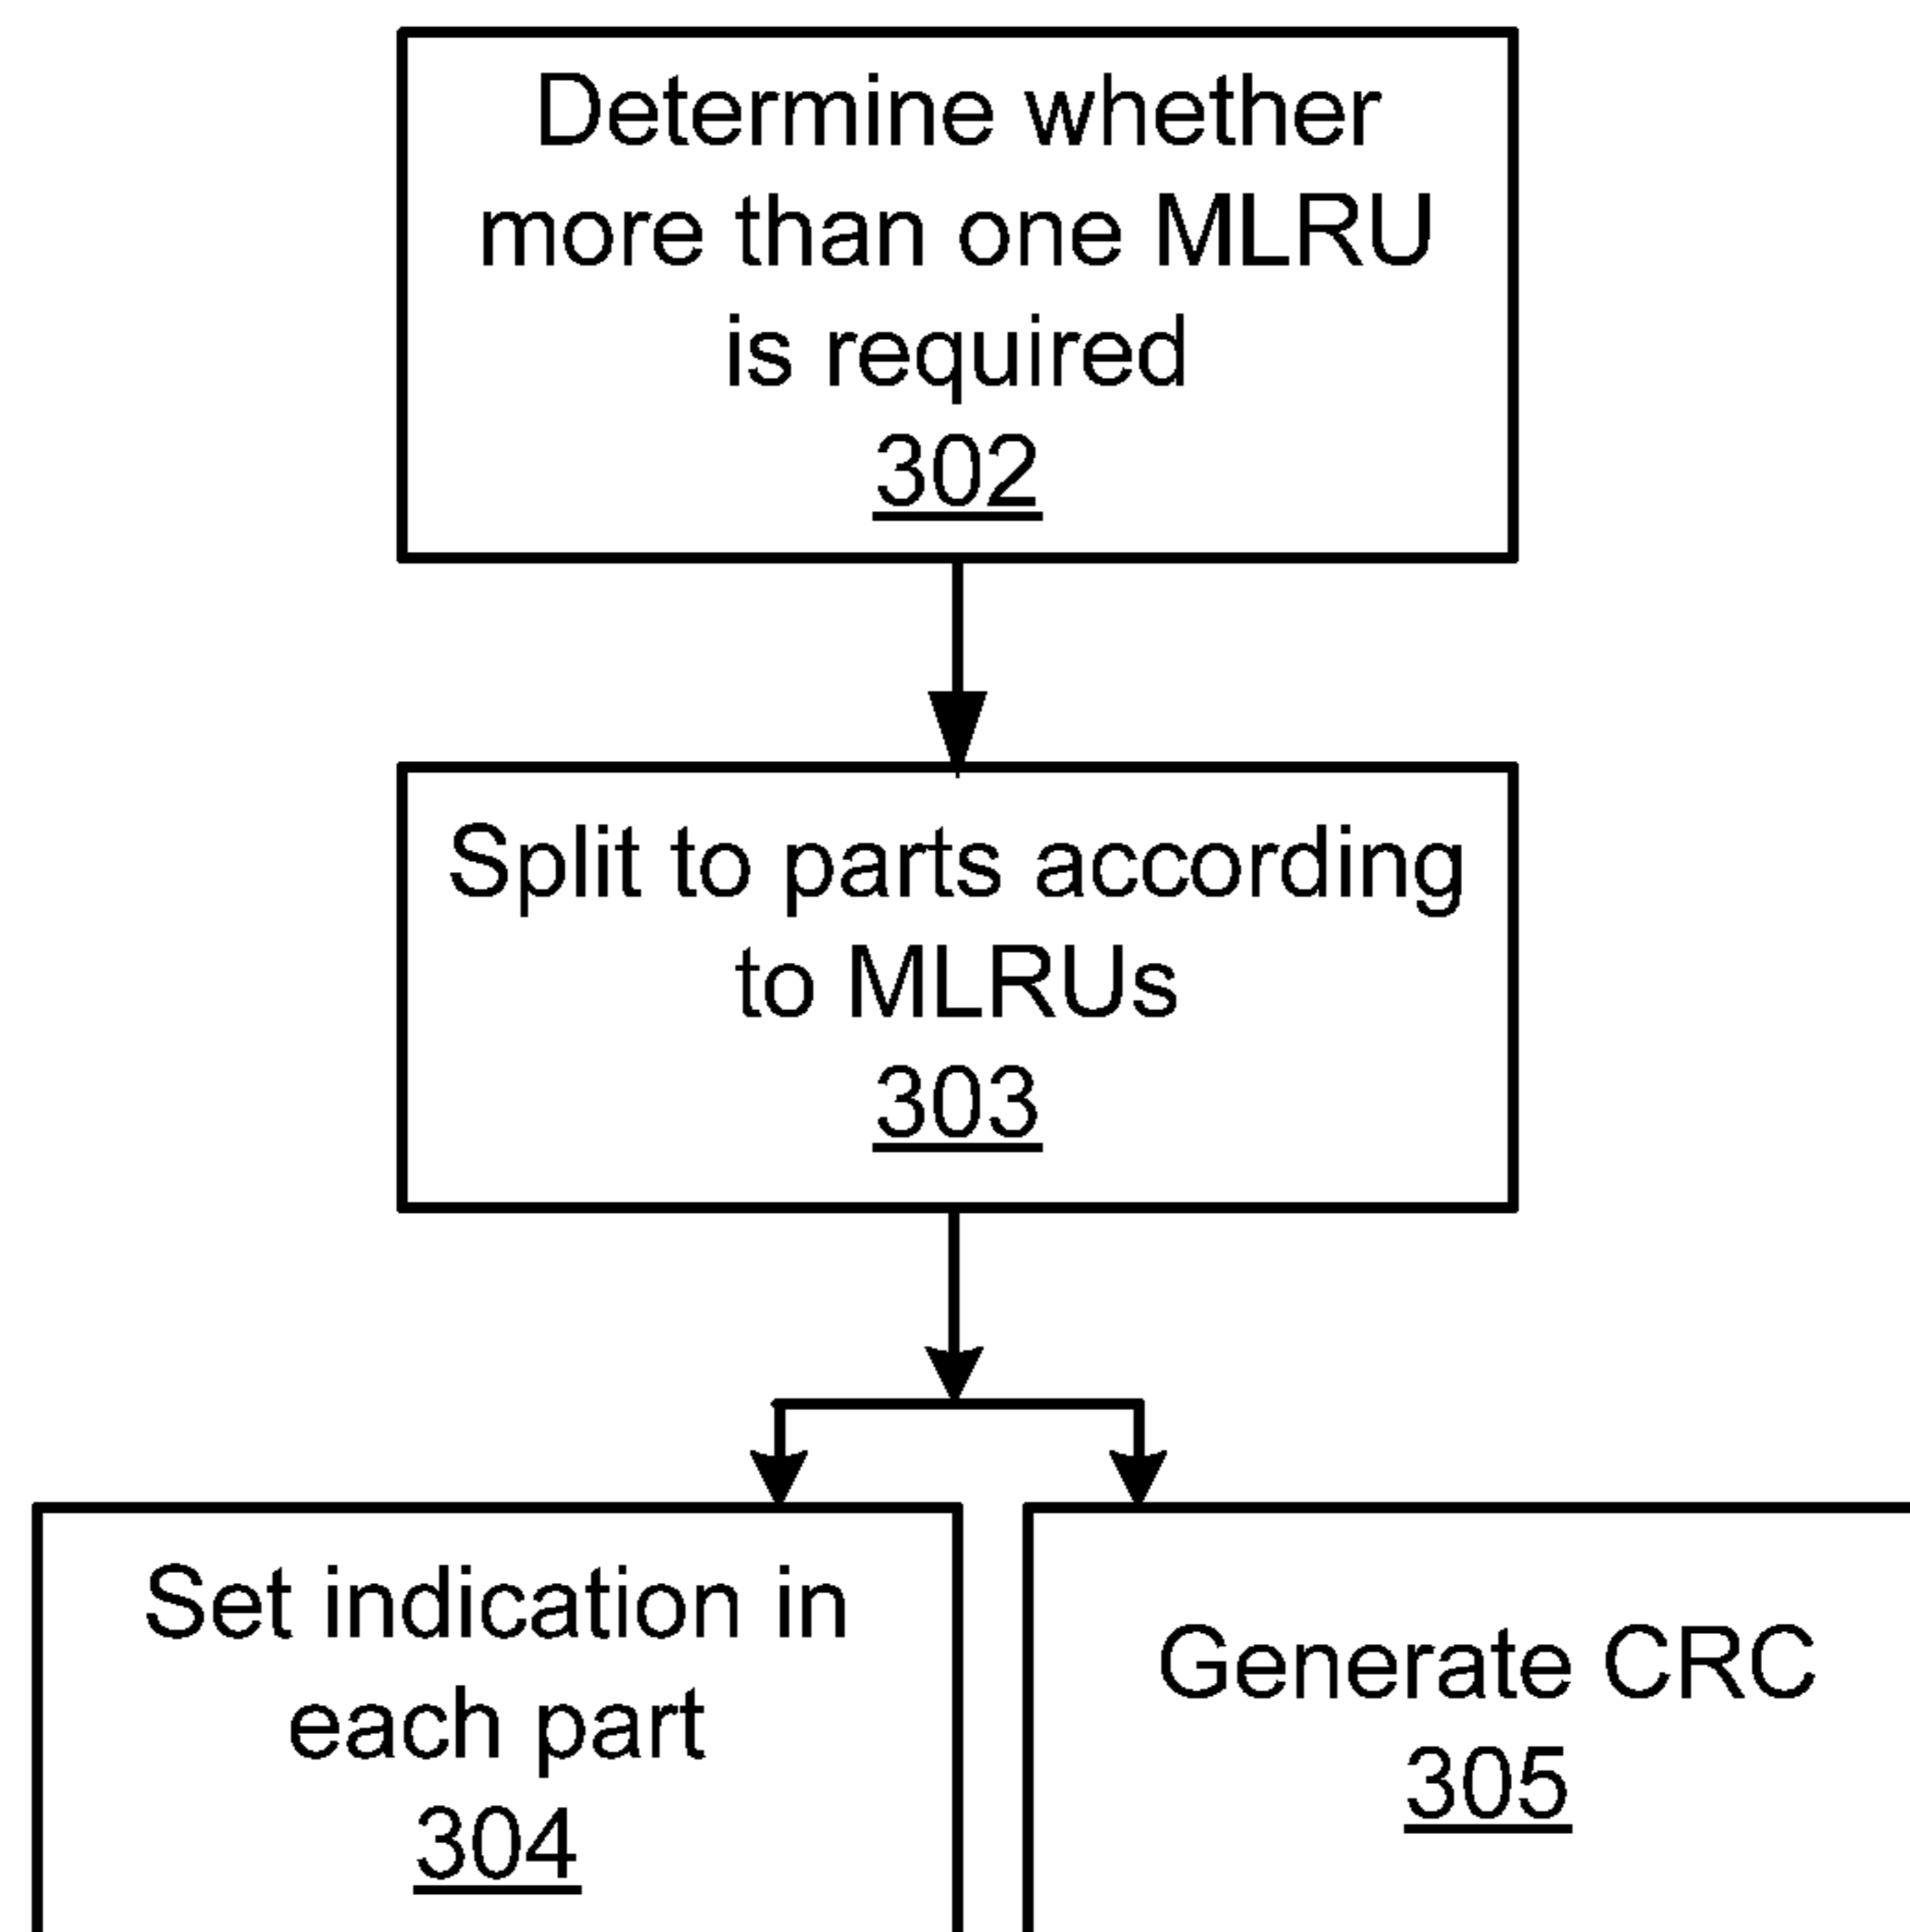 Determine whether
more than one MLRU
is required
302
Split to parts according
to MLRUs
303
Set indication in
each part
304
Generate CRC
305